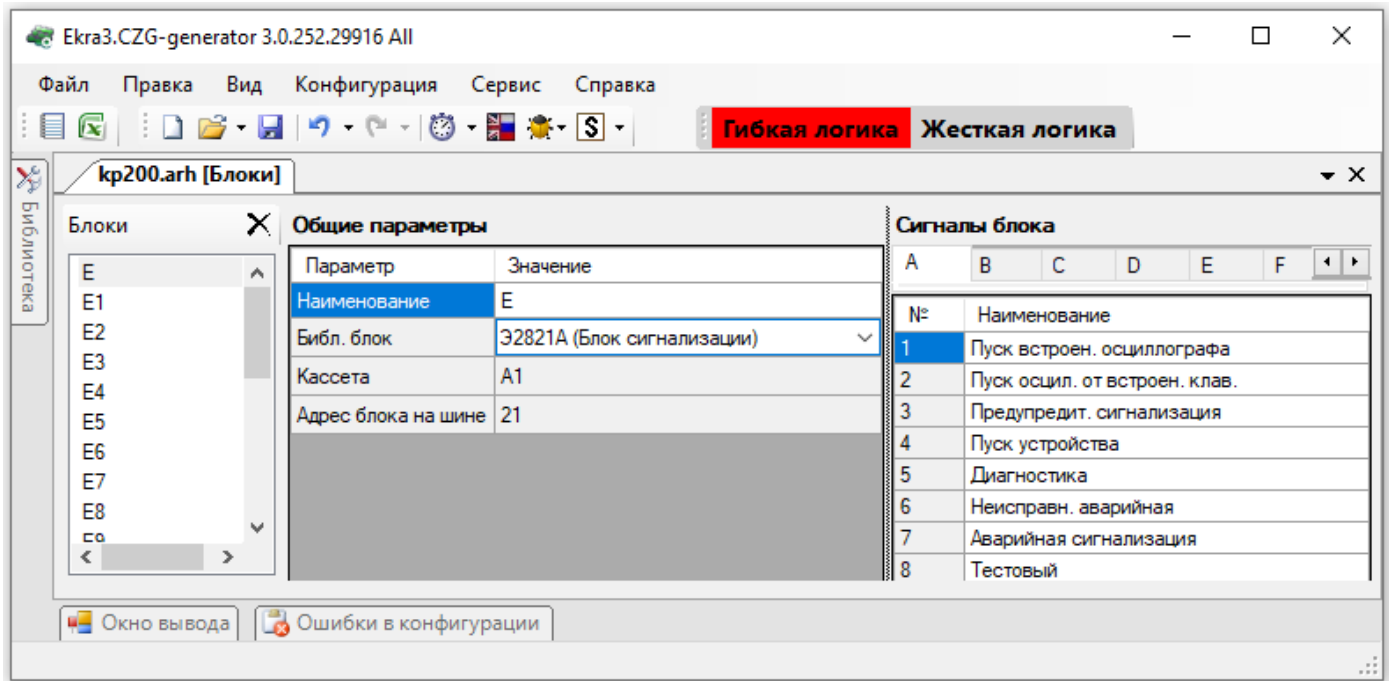 Ekra3.CZG-generator 3.0.252.29916 All
Файл Правка Вид Конфигурация Сервис Справка
S Гибкая логика Жесткая логика
Библиотека
kp200.arh [Блоки]
Блоки
E
E1
E2
E3
E4
E5
E6
E7
E8
E9
Общие параметры
Параметр Значение
Наименование E
Библ. блок Э2821А (Блок сигнализации)
Кассета A1
Адрес блока на шине 21
Сигналы блока
A B C D E F
№ Наименование
1 Пуск встроен. осциллографа
2 Пуск осцил. от встроен. клав.
3 Предупредит. сигнализация
4 Пуск устройства
5 Диагностика
6 Неисправн. аварийная
7 Аварийная сигнализация
8 Тестовый
Окно вывода Ошибки в конфигурации